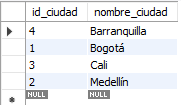 id_ciudad nombre_ciudad
4 Barranquilla
1 Bogotá
3 Cali
2 Medellín
NULL NULL